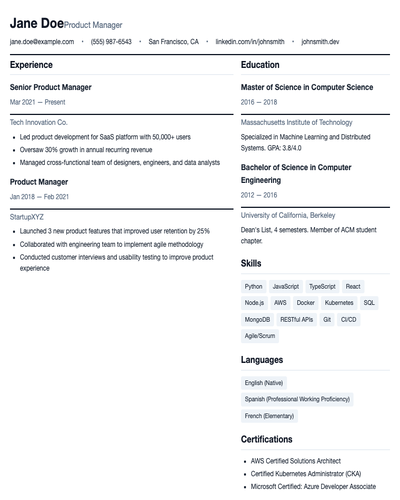 Jane Doe Product Manager
jane.doe@example.com • (555) 987-6543 • San Francisco, CA • linkedin.com/in/johnsmith • johnsmith.dev
Experience
Senior Product Manager
Mar 2021 — Present
Tech Innovation Co.
• Led product development for SaaS platform with 50,000+ users
• Oversaw 30% growth in annual recurring revenue
• Managed cross-functional team of designers, engineers, and data analysts
Product Manager
Jan 2018 — Feb 2021
StartupXYZ
• Launched 3 new product features that improved user retention by 25%
• Collaborated with engineering team to implement agile methodology
• Conducted customer interviews and usability testing to improve product
experience
Education
Master of Science in Computer Science
2016 — 2018
Massachusetts Institute of Technology
Specialized in Machine Learning and Distributed
Systems. GPA: 3.8/4.0
Bachelor of Science in Computer
Engineering
2012 — 2016
University of California, Berkeley
Dean's List, 4 semesters. Member of ACM student
chapter.
Skills
Python JavaScript TypeScript React
Node.js AWS Docker Kubernetes SQL
MongoDB RESTful APIs Git CI/CD
Agile/Scrum
Languages
English (Native)
Spanish (Professional Working Proficiency)
French (Elementary)
Certifications
• AWS Certified Solutions Architect
• Certified Kubernetes Administrator (CKA)
• Microsoft Certified: Azure Developer Associate